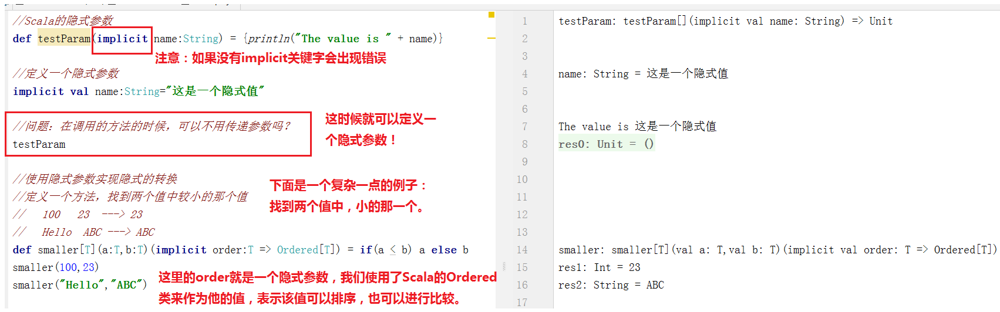 //Scala的隐式参数
def testParam(implicit name:String) = {println("The value is " + name)}
注意：如果没有implicit关键字会出现错误
//定义一个隐式参数
implicit val name:String="这是一个隐式值"
//问题：在调用的方法的时候，可以不用传递参数吗？
testParam
这时候就可以定义一
个隐式参数！
//使用隐式参数实现隐式的转换
//定义一个方法，找到两个值中较小的那个值
// 100 23 ---> 23
// Hello ABC ---> ABC
下面是一个复杂一点的例子：
找到两个值中，小的那一个。
def smaller[T](a:T,b:T)(implicit order:T => Ordered[T]) = if(a < b) a else b
smaller(100,23)
smaller("Hello","ABC")
这里的order就是一个隐式参数，我们使用了Scala的Ordered
类来作为他的值，表示该值可以排序，也可以进行比较。
1 testParam: testParam[](implicit val name: String) => Unit
2
3
4 name: String = 这是一个隐式值
5
6
7 The value is 这是一个隐式值
8 res0: Unit = ()
9
10
11
12
13
14 smaller: smaller[T](val a: T,val b: T)(implicit val order: T => Ordered[T])
15 res1: Int = 23
16 res2: String = ABC
17